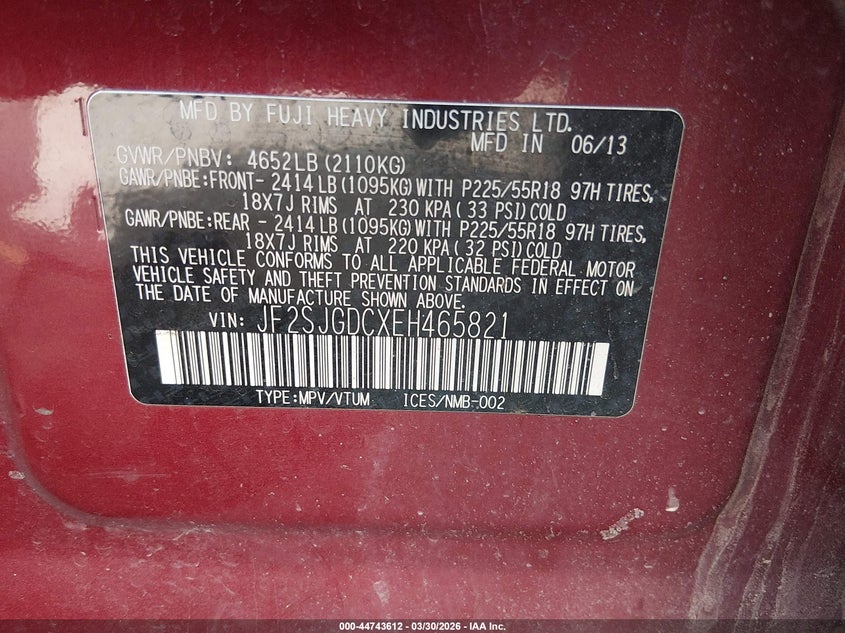 MFD BY FUJI HEAVY INDUSTRIES LTD.
MFD IN 06/13
GVWR/PNBV: 4652LB(2110KG)
GAWR/PNBE:FRONT- 2414LB(1095KG)WITH P225/55R18 97H TIRES,
18X7J RIMS AT 230 KPA(33 PSI)COLD
GAWR/PNBE:REAR - 2414LB(1095KG)WITH P225/55R18 97H TIRES,
18X7J RIMS AT 220 KPA(32 PSI)COLD
THIS VEHICLE CONFORMS TO ALL APPLICABLE FEDERAL MOTOR
VEHICLE SAFETY AND THEFT PREVENTION STANDARDS IN EFFECT ON
THE DATE OF MANUFACTURE SHOWN ABOVE.
VIN: JF2SJGDCXEH465821
TYPE:MPV/VTUM ICES/NMB-002
000-44743612 - 03/30/2026 - IAA Inc.